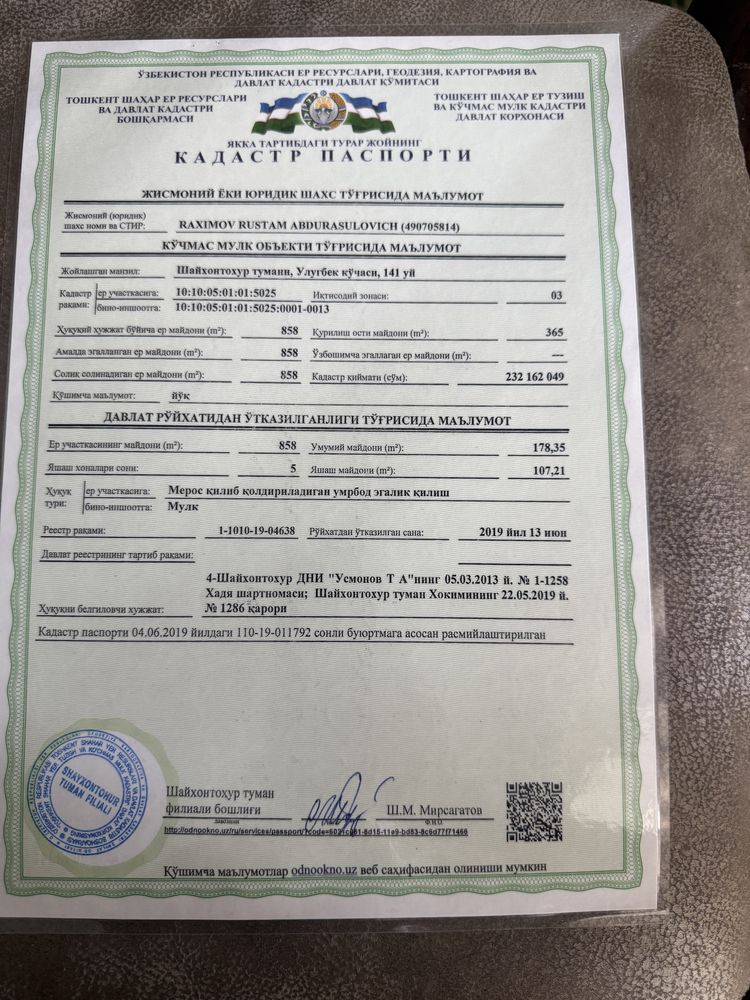 ЎЗБЕКИСТОН РЕСПУБЛИКАСИ ЕР РЕСУРСЛАРИ, ГЕОДЕЗИЯ, КАРТОГРАФИЯ ВА
ДАВЛАТ КАДАСТРИ ДАВЛАТ ҚЎМИТАСИ
ТОШКЕНТ ШАҲАР ЕР РЕСУРСЛАРИ
ВА ДАВЛАТ КАДАСТРИ
БОШҚАРМАСИ
ТОШКЕНТ ШАҲАР ЕР ТУЗИШ
ВА КЎЧМАС МУЛК КАДАСТРИ
ДАВЛАТ КОРХОНАСИ
ЯККА ТАРТИБДАГИ ТУРАР ЖОЙНИНГ
КАДАСТР ПАСПОРТИ
ЖИСМОНИЙ ЁКИ ЮРИДИК ШАХС ТЎҒРИСИДА МАЪЛУМОТ
Жисмоний (юридик)
шахс номи ва СТИР: RAXIMOV RUSTAM ABDURASULOVICH (490705814)
КЎЧМАС МУЛК ОБЪЕКТИ ТЎҒРИСИДА МАЪЛУМОТ
Жойлашган манзил: Шайхонтоҳур тумани, Улуғбек кўчаси, 141 уй
Кадастр рақами: ер участкасига: 10:10:05:01:01:5025 Иқтисодий зонаси: 03
бино-иншоотга: 10:10:05:01:01:5025:0001-0013
Ҳуқуқий ҳужжат бўйича ер майдони (m²): 858 Қурилиш ости майдони (m²): 365
Амалда эгалланган ер майдони (m²): 858 Ўзбошимча эгаллаган ер майдони (m²): ---
Солиқ солинадиган ер майдони (m²): 858 Кадастр қиймати (сўм): 232 162 049
Қўшимча маълумот: йўқ
ДАВЛАТ РЎЙХАТИДАН ЎТКАЗИЛГАНЛИГИ ТЎҒРИСИДА МАЪЛУМОТ
Ер участкасининг майдони (m²): 858 Умумий майдони (m²): 178,35
Яшаш хоналари сони: 5 Яшаш майдони (m²): 107,21
Ҳуқуқ тури: ер участкасига: Мерос қилиб қолдириладиган умрбод эгалик қилиш
бино-иншоотга: Мулк
Реестр рақами: 1-1010-19-04638 Рўйхатдан ўтказилган сана: 2019 йил 13 июн
Давлат реестрининг тартиб рақами:
4-Шайхонтоҳур ДНИ "Усмонов Т А"нинг 05.03.2013 й. № 1-1258
Хадя шартномаси; Шайхонтоҳур туман Хокимининг 22.05.2019 й.
Ҳуқуқни белгиловчи ҳужжат: № 1286 қарори
Кадастр паспорти 04.06.2019 йилдаги 110-19-011792 сонли буюртмага асосан расмийлаштирилган
SHAYXONTOHUR
TUMAN FILIALI
Шайхонтоҳур туман
филиали бошлиғи Ш.М. Мирсагатов
Ф.И.О.
Қўшимча маълумотлар odnookno.uz веб саҳифасидан олиниши мумкин